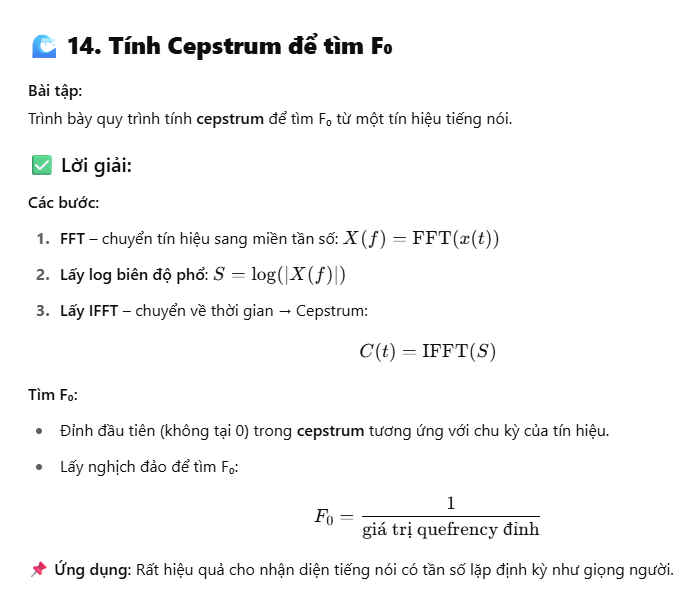 🌊 14. Tính Cepstrum để tìm F₀
Bài tập:
Trình bày quy trình tính cepstrum để tìm F₀ từ một tín hiệu tiếng nói.
✅ Lời giải:
Các bước:
1. FFT – chuyển tín hiệu sang miền tần số: X(f) = FFT(x(t))
2. Lấy log biên độ phổ: S = log(|X(f)|)
3. Lấy IFFT – chuyển về thời gian → Cepstrum:
C(t) = IFFT(S)
Tìm F₀:
• Đỉnh đầu tiên (không tại 0) trong cepstrum tương ứng với chu kỳ của tín hiệu.
• Lấy nghịch đảo để tìm F₀:
F₀ = 1 / giá trị quefrency đỉnh
📌 Ứng dụng: Rất hiệu quả cho nhận diện tiếng nói có tần số lặp định kỳ như giọng người.